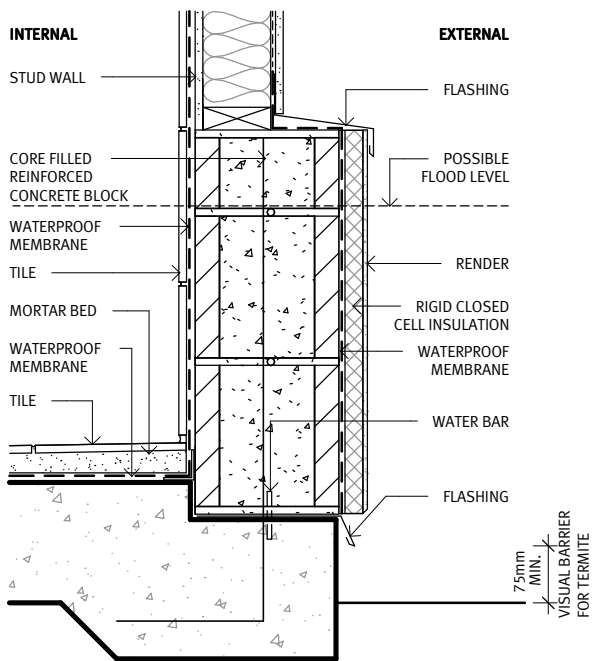 INTERNAL
EXTERNAL
STUD WALL
FLASHING
CORE FILLED
REINFORCED
CONCRETE BLOCK
POSSIBLE
FLOOD LEVEL
WATERPROOF
MEMBRANE
TILE
RENDER
MORTAR BED
RIGID CLOSED
CELL INSULATION
WATERPROOF
MEMBRANE
WATERPROOF
MEMBRANE
TILE
WATER BAR
FLASHING
75mm
MIN.
VISUAL BARRIER
FOR TERMITE